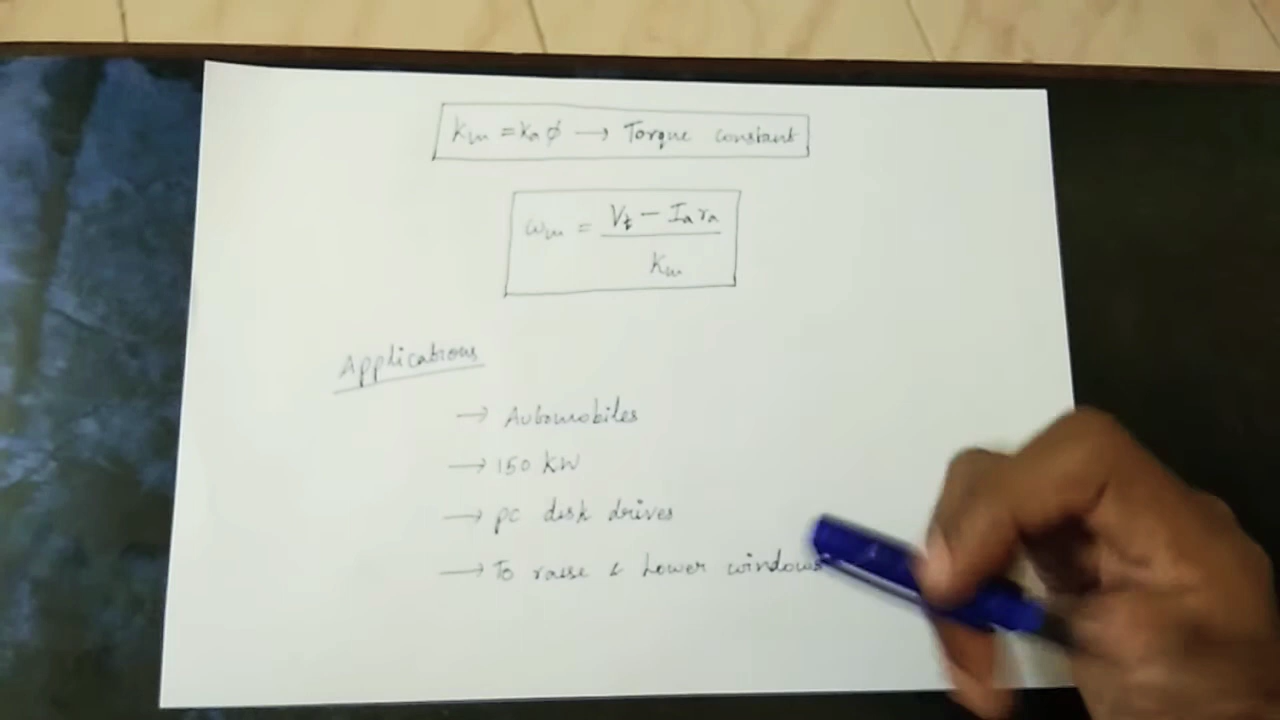 Km = Ka φ → Torque constant
ωm = (Vt − Ia ra) / Km
Applications
→ Automobiles
→ 150 kW
→ PC disk drives
→ To raise & Lower windows